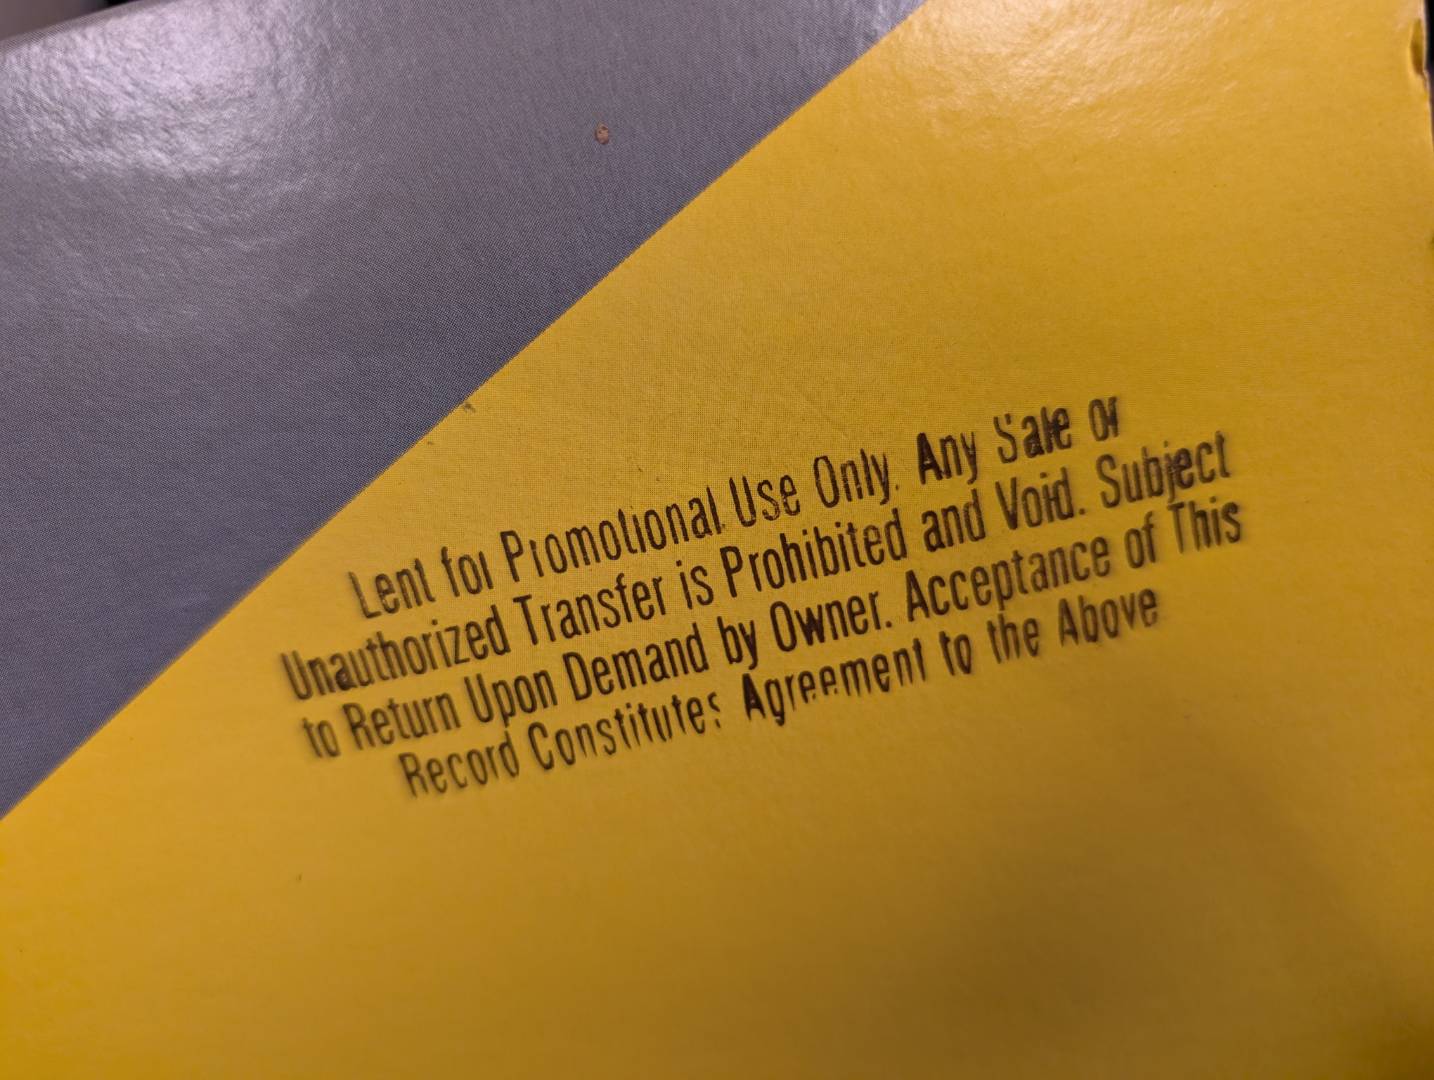 Lent for Promotional Use Only. Any Sale or
Unauthorized Transfer is Prohibited and Void. Subject
to Return Upon Demand by Owner. Acceptance of This
Record Constitutes Agreement to the Above